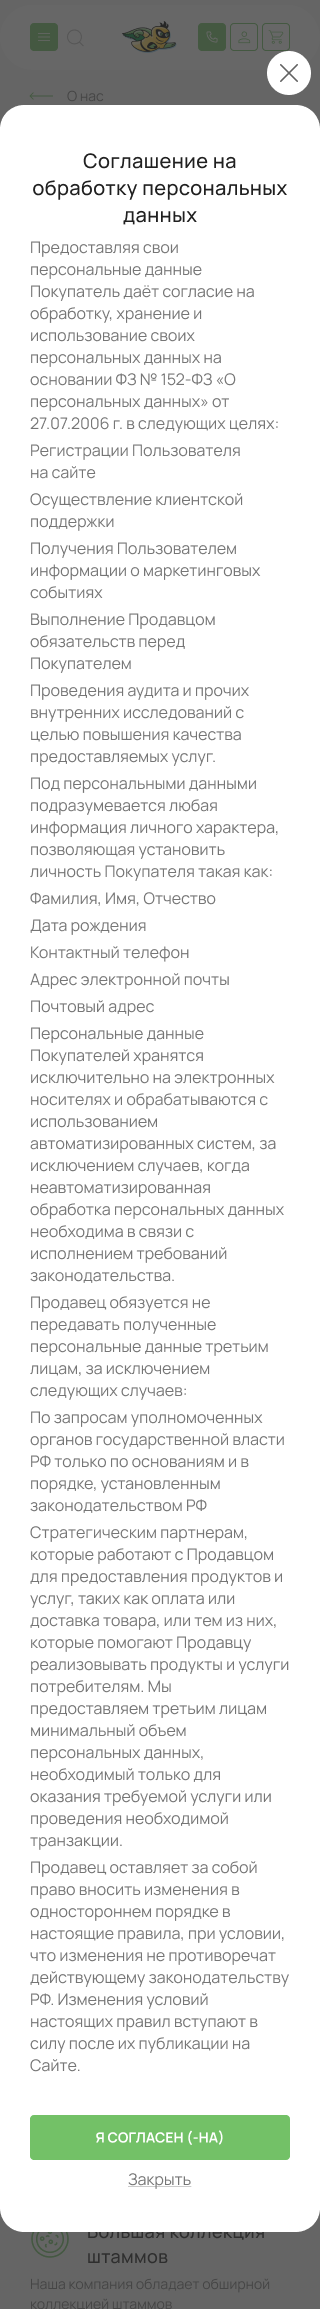 О нас
Соглашение на
обработку персональных
данных
Предоставляя свои
персональные данные
Покупатель даёт согласие на
обработку, хранение и
использование своих
персональных данных на
основании ФЗ № 152-ФЗ «О
персональных данных» от
27.07.2006 г. в следующих целях:
Регистрации Пользователя
на сайте
Осуществление клиентской
поддержки
Получения Пользователем
информации о маркетинговых
событиях
Выполнение Продавцом
обязательств перед
Покупателем
Проведения аудита и прочих
внутренних исследований с
целью повышения качества
предоставляемых услуг.
Под персональными данными
подразумевается любая
информация личного характера,
позволяющая установить
личность Покупателя такая как:
Фамилия, Имя, Отчество
Дата рождения
Контактный телефон
Адрес электронной почты
Почтовый адрес
Персональные данные
Покупателей хранятся
исключительно на электронных
носителях и обрабатываются с
использованием
автоматизированных систем, за
исключением случаев, когда
неавтоматизированная
обработка персональных данных
необходима в связи с
исполнением требований
законодательства.
Продавец обязуется не
передавать полученные
персональные данные третьим
лицам, за исключением
следующих случаев:
По запросам уполномоченных
органов государственной власти
РФ только по основаниям и в
порядке, установленным
законодательством РФ
Стратегическим партнерам,
которые работают с Продавцом
для предоставления продуктов и
услуг, таких как оплата или
доставка товара, или тем из них,
которые помогают Продавцу
реализовывать продукты и услуги
потребителям. Мы
предоставляем третьим лицам
минимальный объем
персональных данных,
необходимый только для
оказания требуемой услуги или
проведения необходимой
транзакции.
Продавец оставляет за собой
право вносить изменения в
одностороннем порядке в
настоящие правила, при условии,
что изменения не противоречат
действующему законодательству
РФ. Изменения условий
настоящих правил вступают в
силу после их публикации на
Сайте.
Я СОГЛАСЕН (-НА)
Закрыть
Большая коллекция
штаммов
Наша компания обладает обширной
коллекцией штаммов